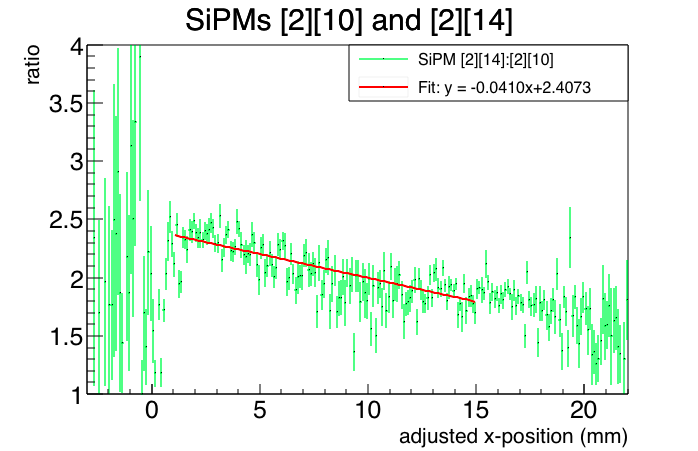 SiPMs [2][10] and [2][14]
ratio
4
3.5
3
2.5
2
1.5
1
SiPM [2][14]:[2][10]
Fit: y = -0.0410x+2.4073
0 5 10 15 20
adjusted x-position (mm)